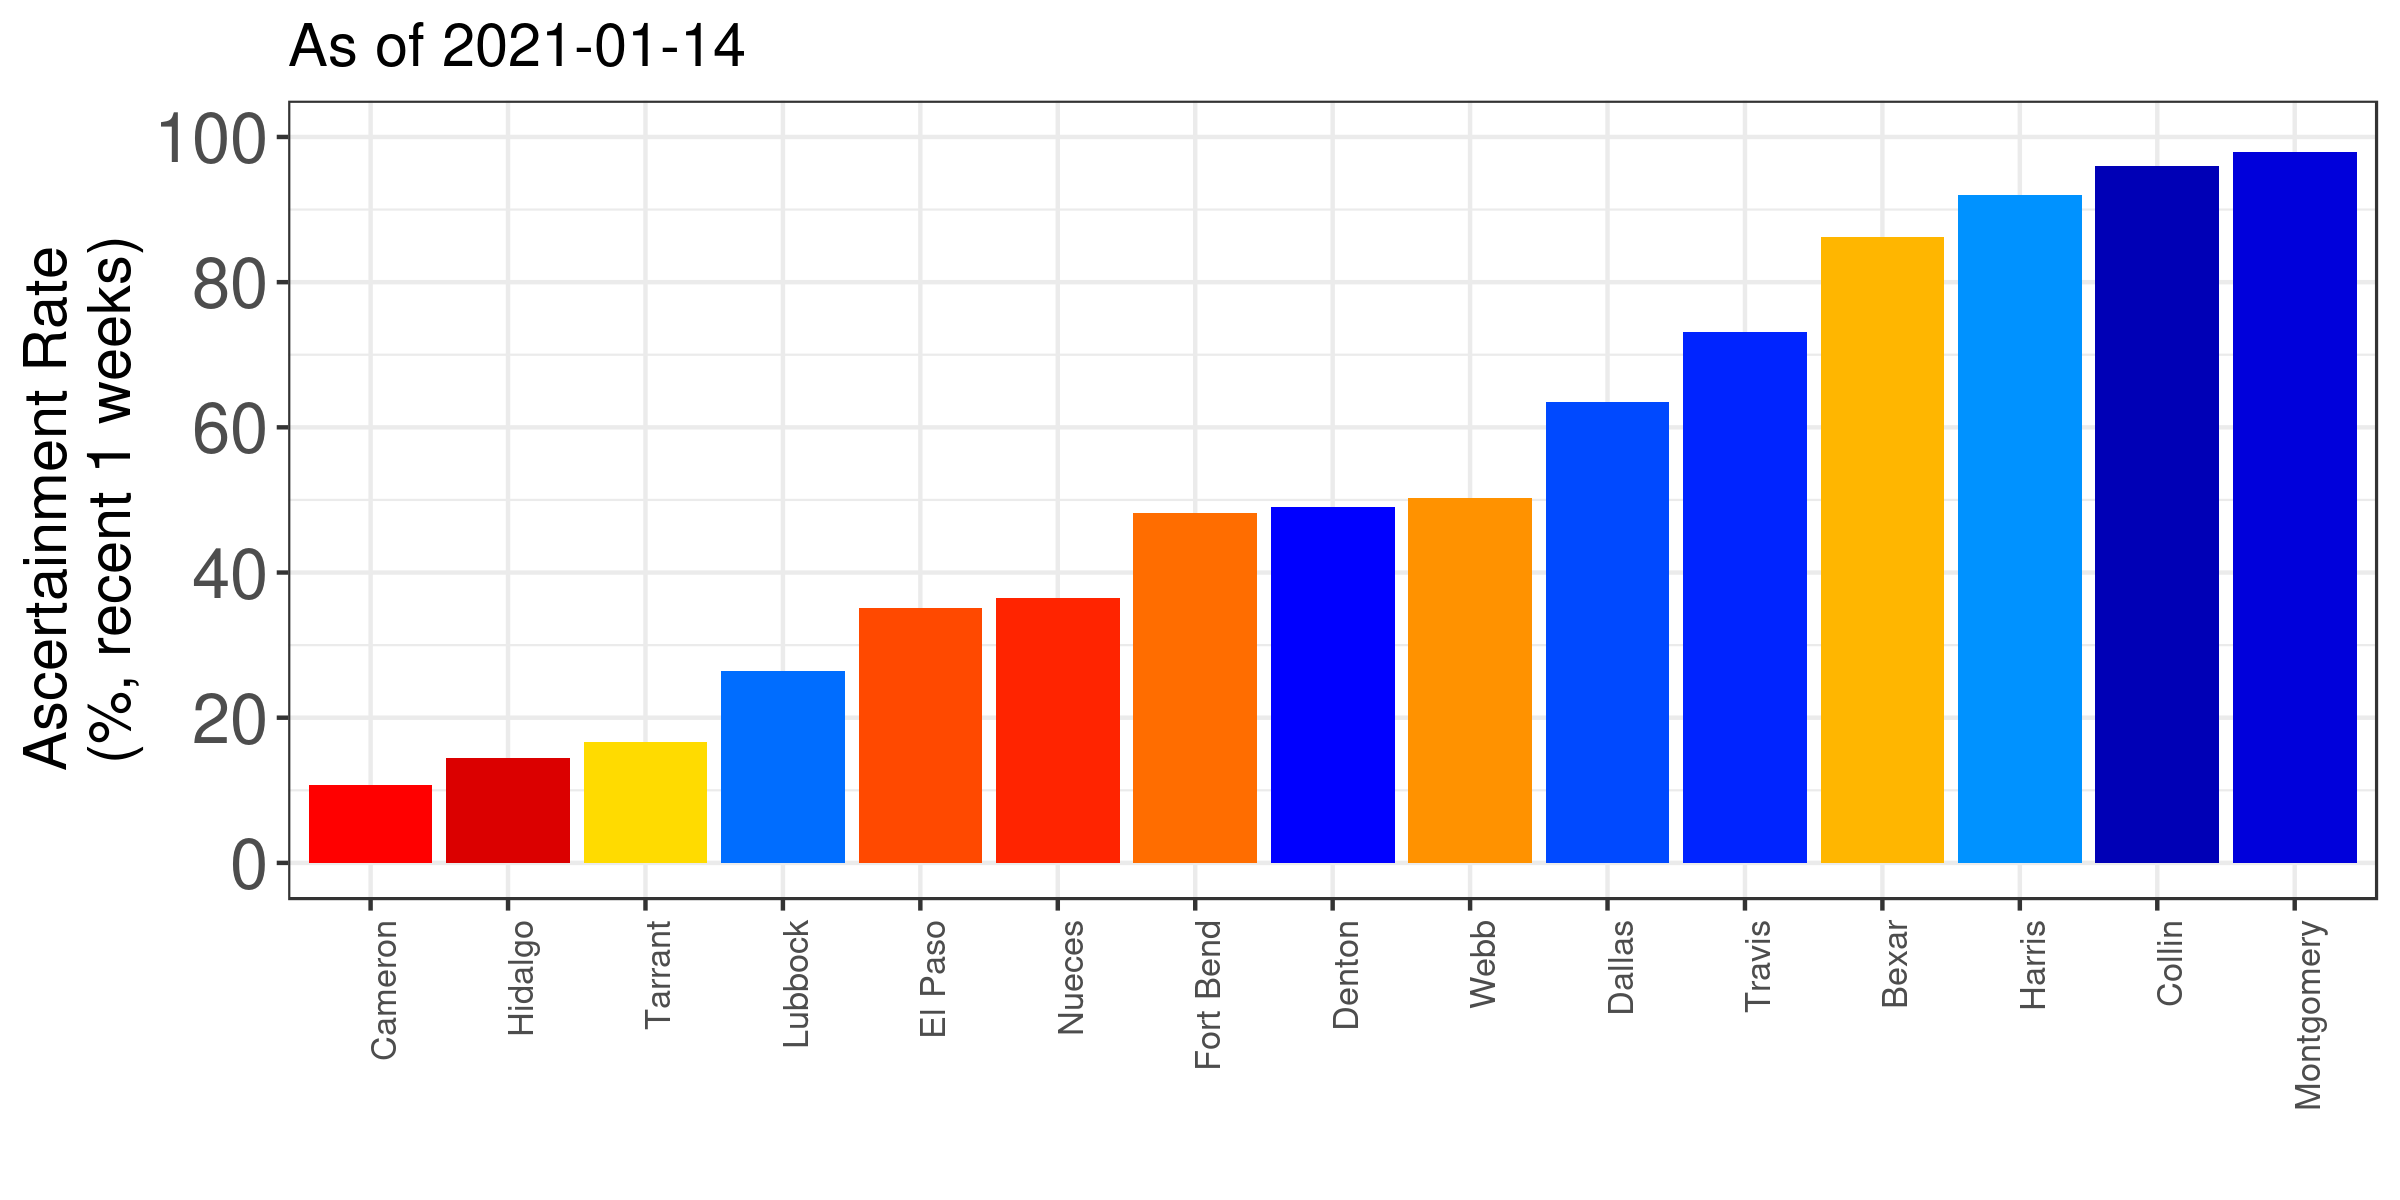 As of 2021-01-14
Ascertainment Rate
(%, recent 1 weeks)
100
80
60
40
20
0
Cameron
Hidalgo
Tarrant
Lubbock
El Paso
Nueces
Fort Bend
Denton
Webb
Dallas
Travis
Bexar
Harris
Collin
Montgomery